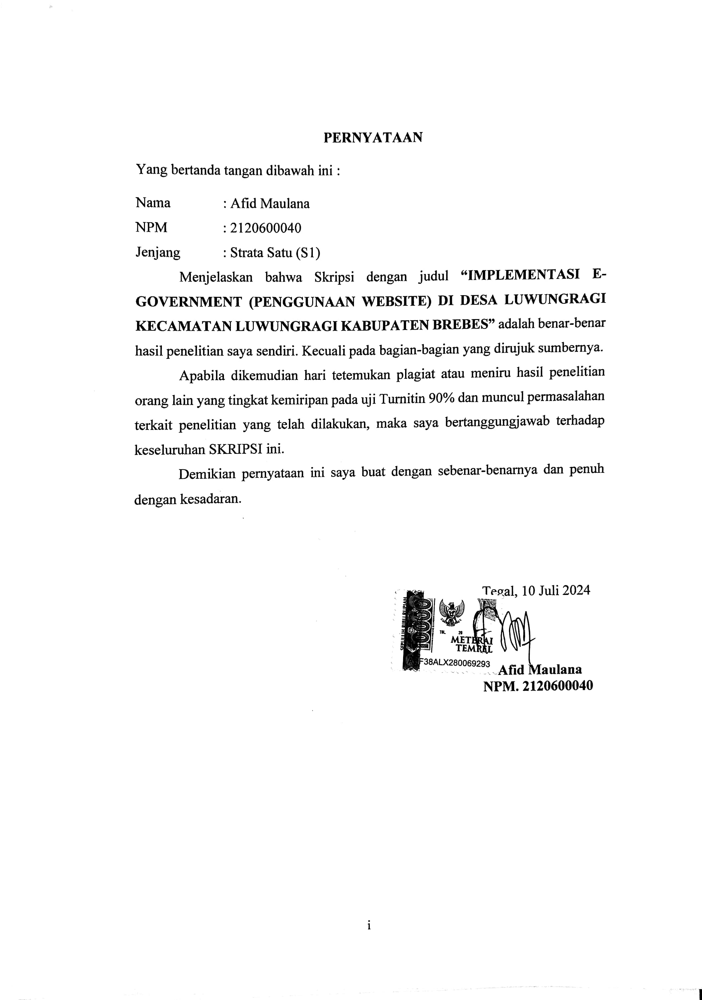 PERNYATAAN
Yang bertanda tangan dibawah ini :
Nama : Afid Maulana
NPM : 2120600040
Jenjang : Strata Satu (S1)
Menjelaskan bahwa Skripsi dengan judul “IMPLEMENTASI E-
GOVERNMENT (PENGGUNAAN WEBSITE) DI DESA LUWUNGRAGI
KECAMATAN LUWUNGRAGI KABUPATEN BREBES” adalah benar-benar
hasil penelitian saya sendiri. Kecuali pada bagian-bagian yang dirujuk sumbernya.
Apabila dikemudian hari tetemukan plagiat atau meniru hasil penelitian
orang lain yang tingkat kemiripan pada uji Turnitin 90% dan muncul permasalahan
terkait penelitian yang telah dilakukan, maka saya bertanggungjawab terhadap
keseluruhan SKRIPSI ini.
Demikian pernyataan ini saya buat dengan sebenar-benarnya dan penuh
dengan kesadaran.
Tegal, 10 Juli 2024
SEPULUH RIBU RUPIAH
10000
TGL. 20
METERAI
TEMPEL
F38ALX280069293
Afid Maulana
NPM. 2120600040
i